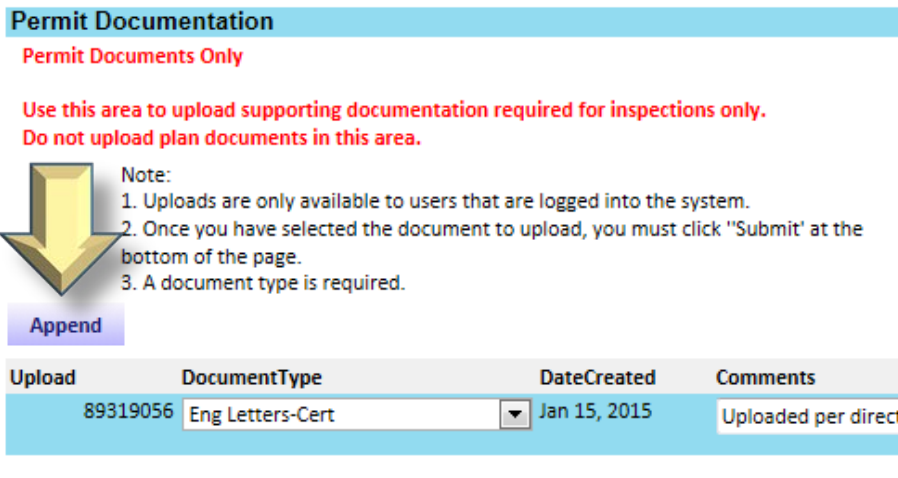 Permit Documentation
Permit Documents Only
Use this area to upload supporting documentation required for inspections only.
Do not upload plan documents in this area.
Note:
1. Uploads are only available to users that are logged into the system.
2. Once you have selected the document to upload, you must click "Submit' at the
bottom of the page.
3. A document type is required.
Append
Upload DocumentType DateCreated Comments
89319056 Eng Letters-Cert Jan 15, 2015 Uploaded per direct